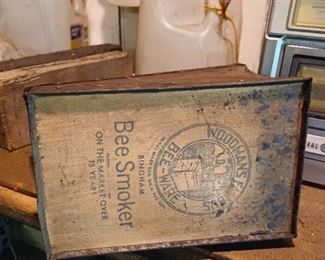 WOODMAN'S
BEE-WARE
BINGHAM
Bee Smoker
ON THE MARKET OVER
75 YEARS